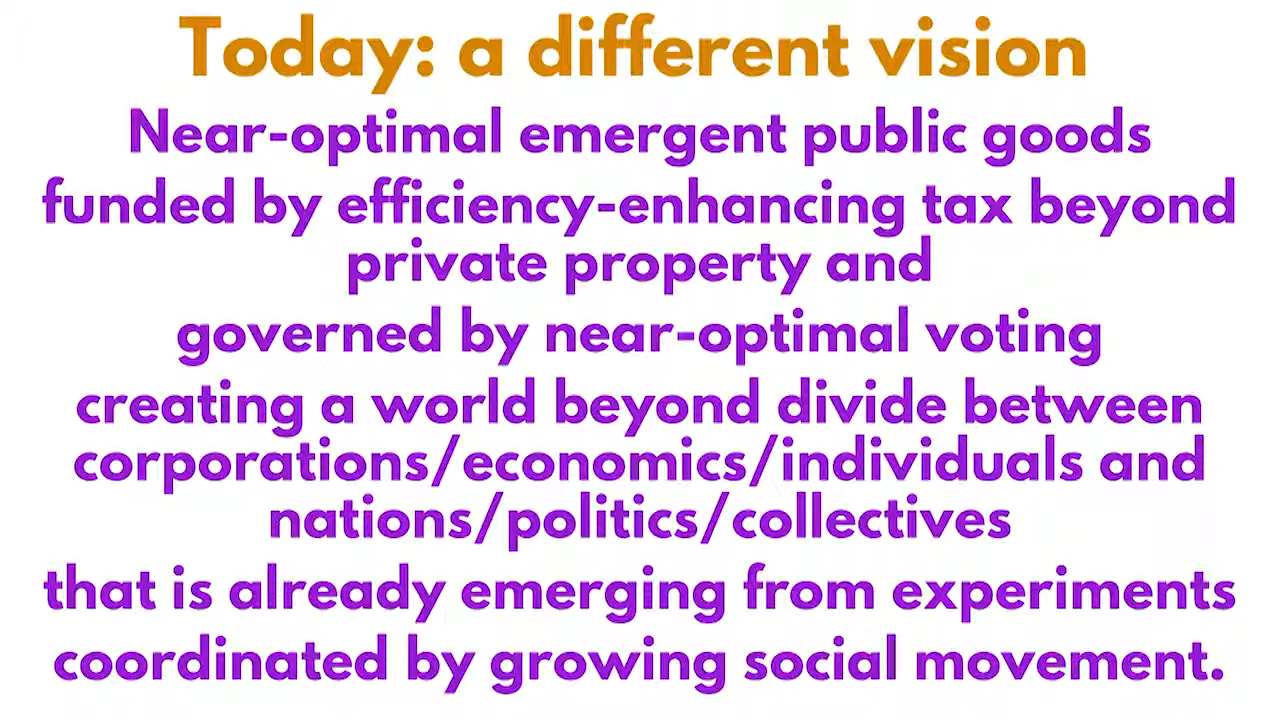 Today: a different vision
Near-optimal emergent public goods
funded by efficiency-enhancing tax beyond
private property and
governed by near-optimal voting
creating a world beyond divide between
corporations/economics/individuals and
nations/politics/collectives
that is already emerging from experiments
coordinated by growing social movement.